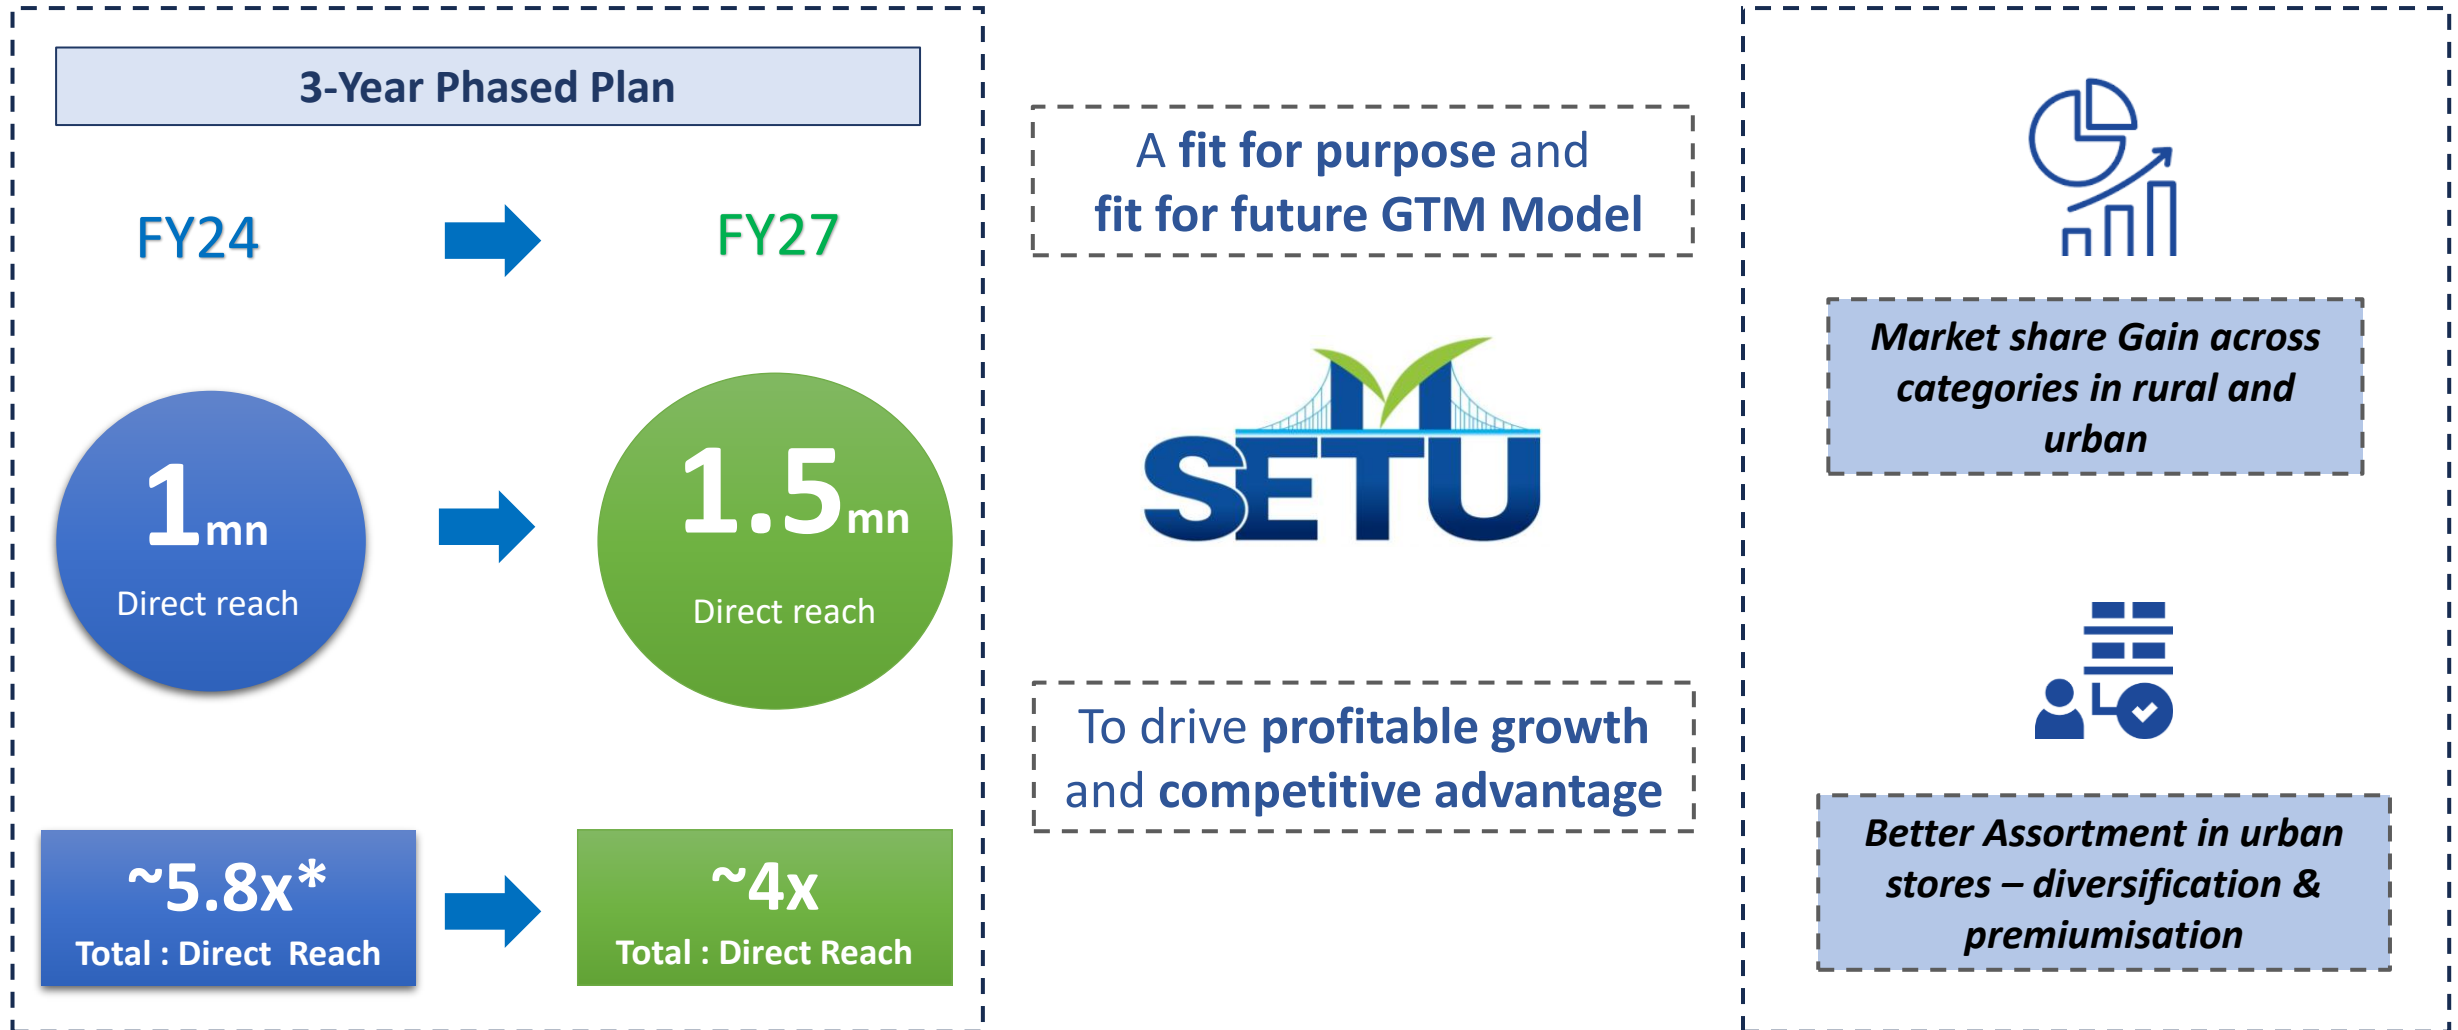 3-Year Phased Plan
FY24
FY27
1mn
Direct reach
1.5mn
Direct reach
~5.8x*
Total : Direct Reach
~4x
Total : Direct Reach
A fit for purpose and
fit for future GTM Model
SETU
To drive profitable growth
and competitive advantage
Market share Gain across
categories in rural and
urban
Better Assortment in urban
stores – diversification &
premiumisation